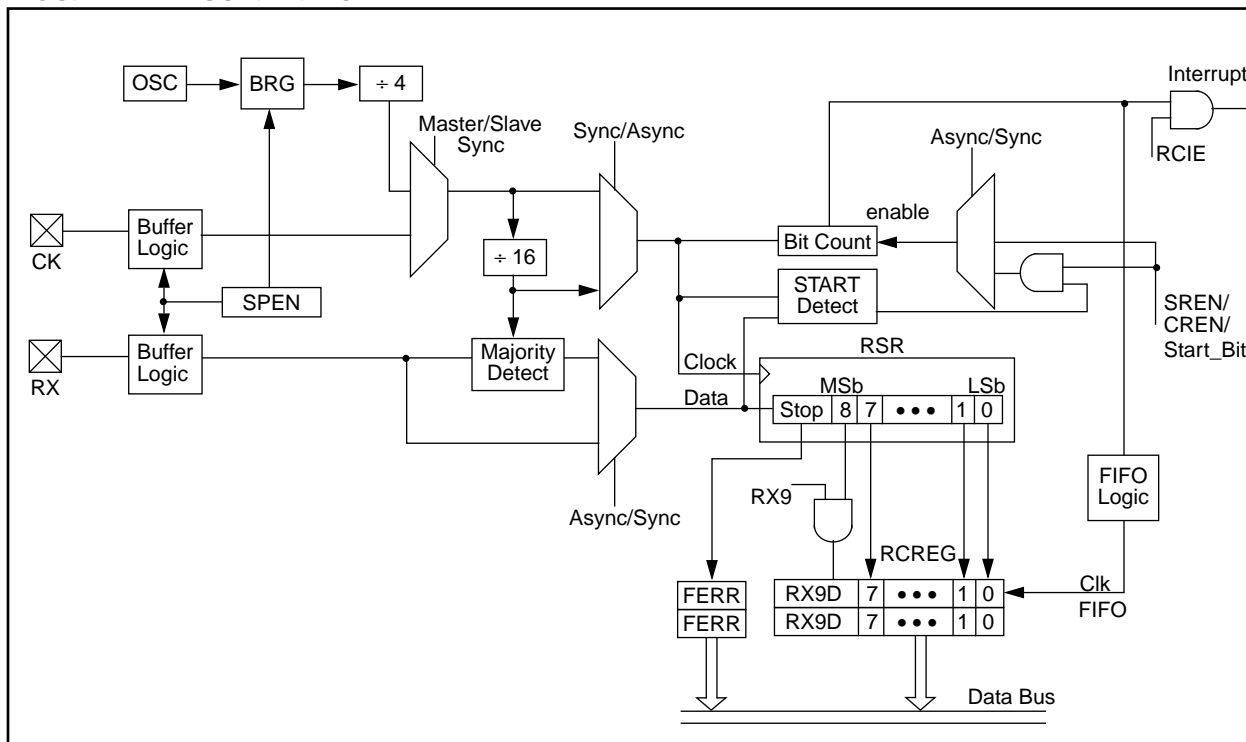 OSC
BRG
÷ 4
Interrupt
Master/Slave
Sync
Sync/Async
Async/Sync
RCIE
CK
Buffer
Logic
÷ 16
enable
Bit Count
SPEN
START
Detect
SREN/
CREN/
Start_Bit
RX
Buffer
Logic
Majority
Detect
Clock
Data
RSR
MSb
LSb
Stop 8 7 ••• 1 0
Async/Sync
RX9
FIFO
Logic
RCREG
Clk
FIFO
FERR
RX9D 7 ••• 1 0
FERR
RX9D 7 ••• 1 0
Data Bus